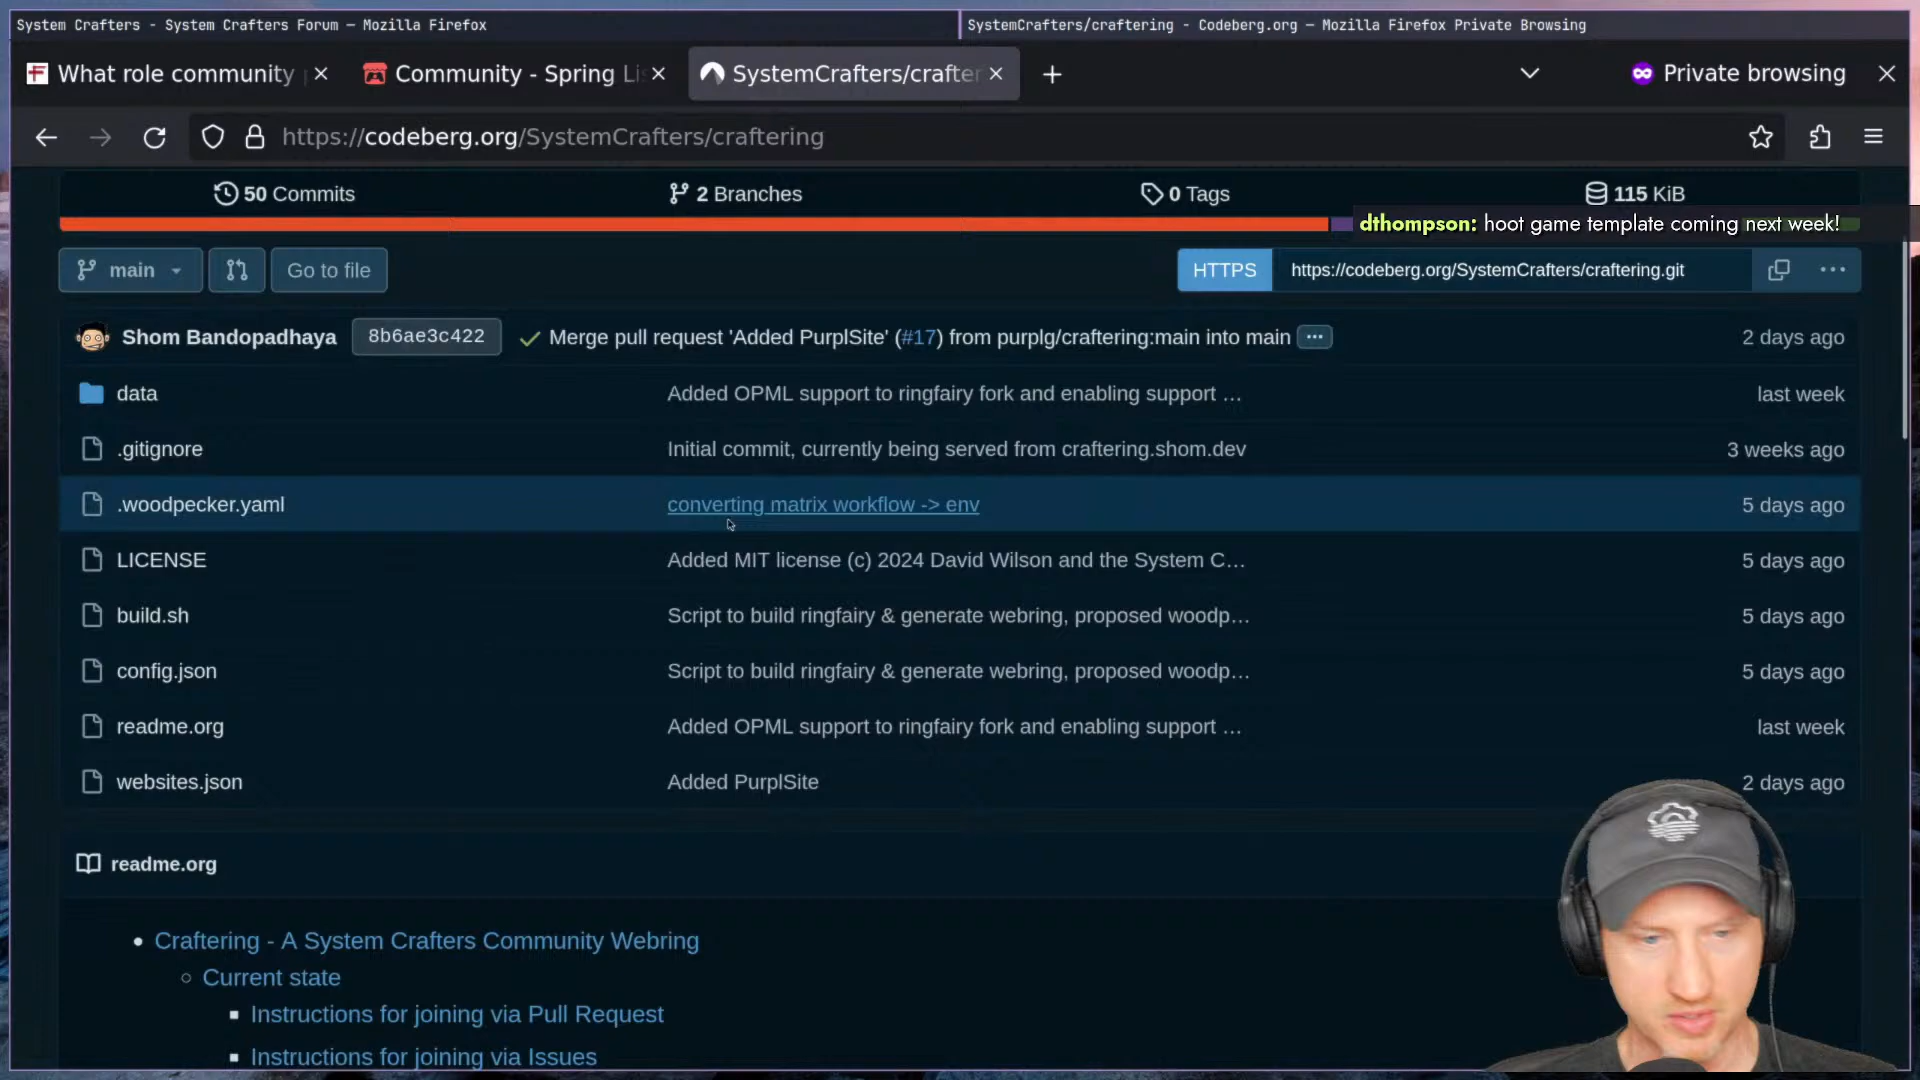 System Crafters - System Crafters Forum — Mozilla Firefox
SystemCrafters/craftering - Codeberg.org — Mozilla Firefox Private Browsing
What role community
Community - Spring Li
SystemCrafters/crafter
Private browsing
https://codeberg.org/SystemCrafters/craftering
50 Commits
2 Branches
0 Tags
115 KiB
dthompson: hoot game template coming next week!
main
Go to file
HTTPS
https://codeberg.org/SystemCrafters/craftering.git
Shom Bandopadhaya
8b6ae3c422
Merge pull request 'Added PurplSite' (#17) from purplg/craftering:main into main
...
2 days ago
data
Added OPML support to ringfairy fork and enabling support …
last week
.gitignore
Initial commit, currently being served from craftering.shom.dev
3 weeks ago
.woodpecker.yaml
converting matrix workflow -> env
5 days ago
LICENSE
Added MIT license (c) 2024 David Wilson and the System C…
5 days ago
build.sh
Script to build ringfairy & generate webring, proposed woodp…
5 days ago
config.json
Script to build ringfairy & generate webring, proposed woodp…
5 days ago
readme.org
Added OPML support to ringfairy fork and enabling support …
last week
websites.json
Added PurplSite
2 days ago
readme.org
Craftering - A System Crafters Community Webring
Current state
Instructions for joining via Pull Request
Instructions for joining via Issues